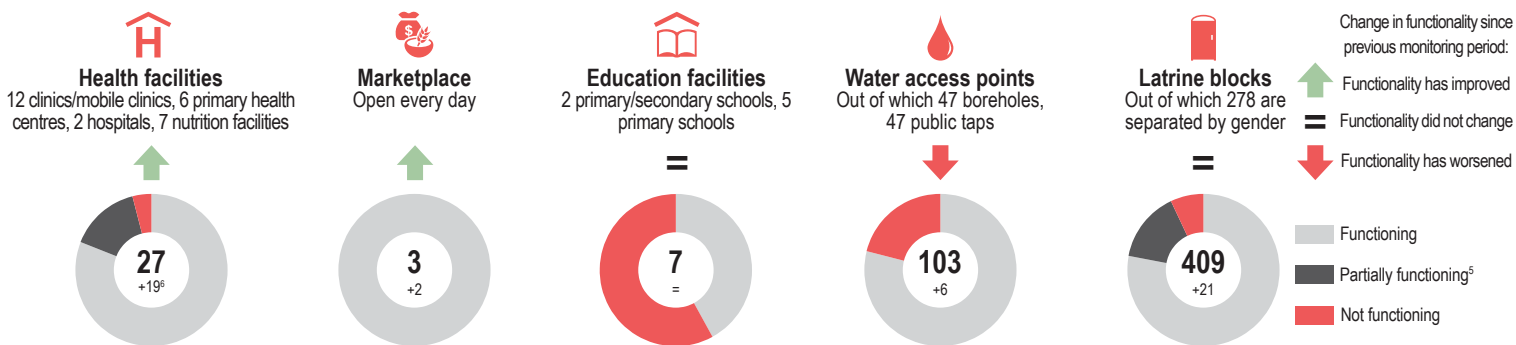 Health facilities
12 clinics/mobile clinics, 6 primary health
centres, 2 hospitals, 7 nutrition facilities
27
+19⁶
Marketplace
Open every day
3
+2
Education facilities
2 primary/secondary schools, 5
primary schools
=
7
=
Water access points
Out of which 47 boreholes,
47 public taps
103
+6
Latrine blocks
Out of which 278 are
separated by gender
=
409
+21
Change in functionality since
previous monitoring period:
Functionality has improved
= Functionality did not change
Functionality has worsened
Functioning
Partially functioning⁵
Not functioning